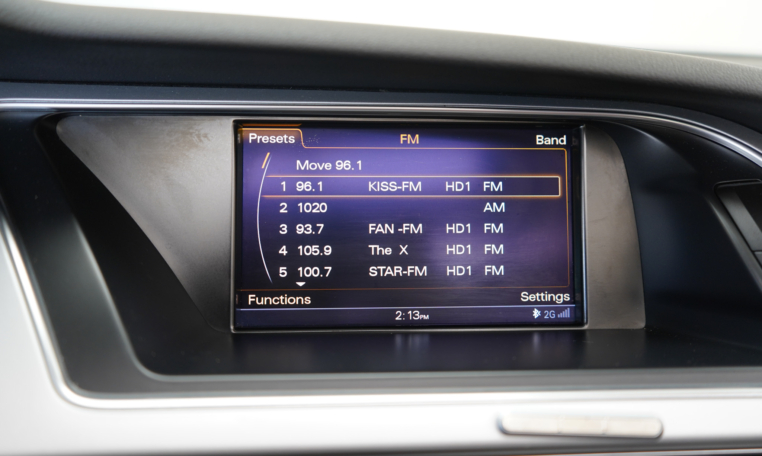 Presets FM Band
Move 96.1
1 96.1 KISS-FM HD1 FM
2 1020 AM
3 93.7 FAN -FM HD1 FM
4 105.9 The X HD1 FM
5 100.7 STAR-FM HD1 FM
Functions Settings
2:13PM 2G